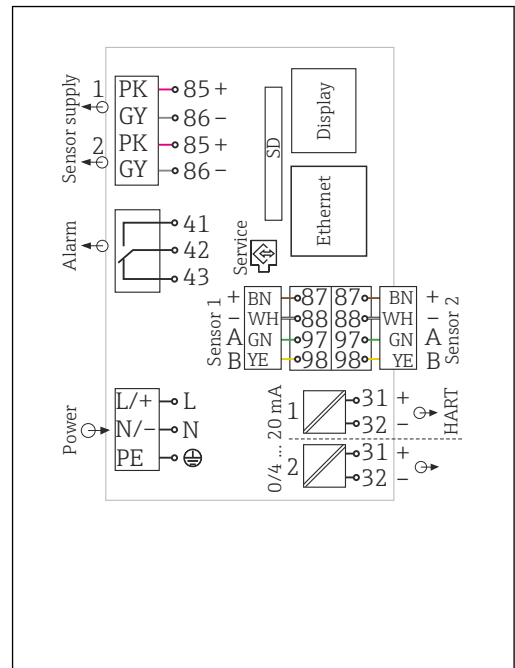 Sensor supply
1 PK 85 +
GY 86 −
2 PK 85 +
GY 86 −
Display
SD
Ethernet
Alarm
41
42
43
Service
Sensor 1
+ BN 87 87 BN +
− WH 88 88 WH −
A GN 97 97 GN A
B YE 98 98 YE B
Sensor 2
Power
L/+ L
N/− N
PE
0/4 ... 20 mA
1 31 +
32 −
HART
2 31 +
32 −